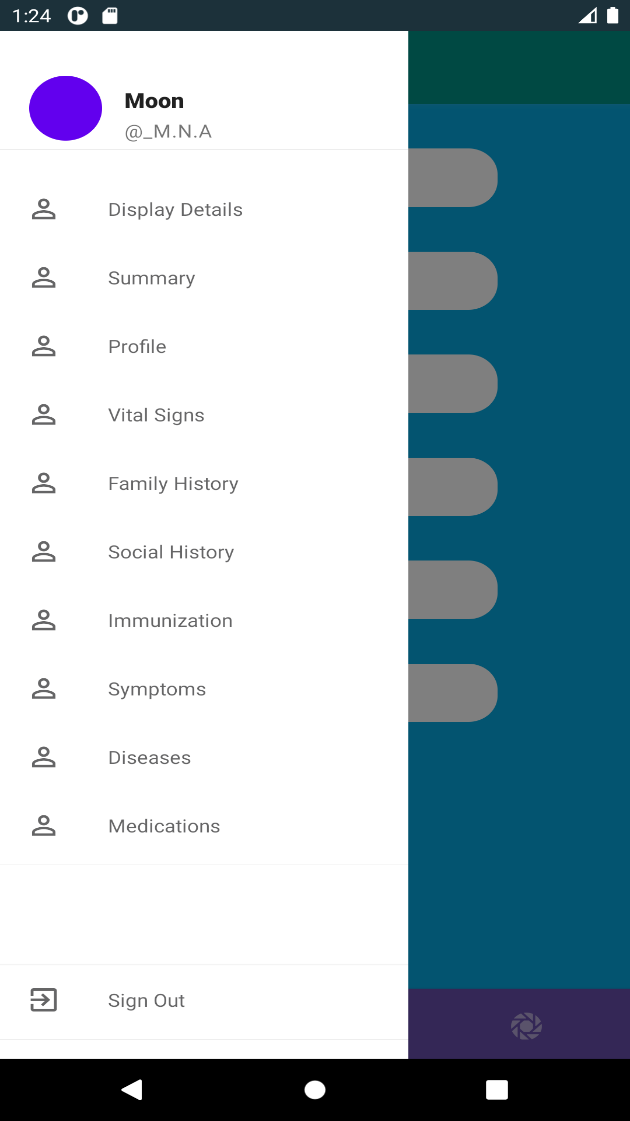 1:24
Moon
@_M.N.A
Display Details
Summary
Profile
Vital Signs
Family History
Social History
Immunization
Symptoms
Diseases
Medications
Sign Out